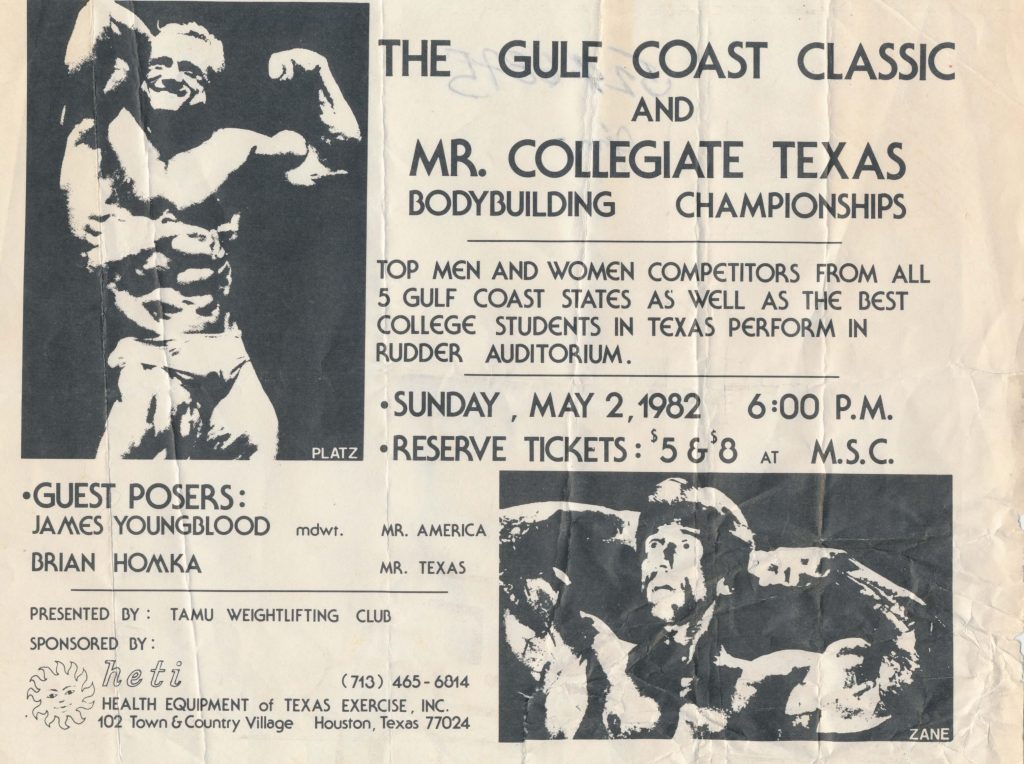 THE GULF COAST CLASSIC
AND
MR. COLLEGIATE TEXAS
BODYBUILDING CHAMPIONSHIPS
TOP MEN AND WOMEN COMPETITORS FROM ALL
5 GULF COAST STATES AS WELL AS THE BEST
COLLEGE STUDENTS IN TEXAS PERFORM IN
RUDDER AUDITORIUM.
•SUNDAY, MAY 2, 1982 6:00 P.M.
•RESERVE TICKETS: $5 & $8 AT M.S.C.
PLATZ
•GUEST POSERS:
JAMES YOUNGBLOOD mdwt. MR. AMERICA
BRIAN HOMKA MR. TEXAS
PRESENTED BY: TAMU WEIGHTLIFTING CLUB
SPONSORED BY:
heti (713) 465-6814
HEALTH EQUIPMENT OF TEXAS EXERCISE, INC.
102 Town & Country Village Houston, Texas 77024
ZANE